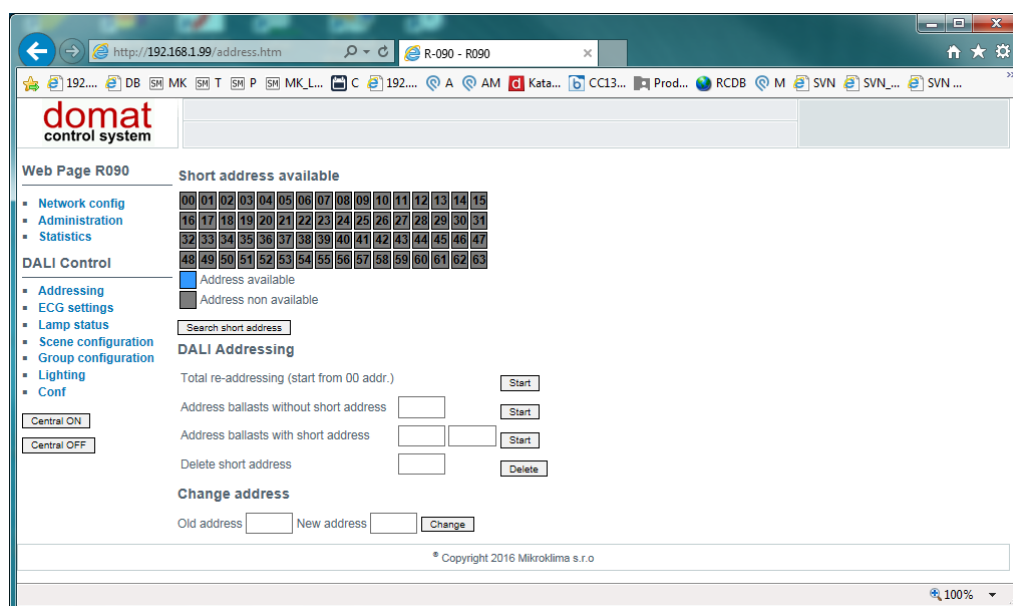 http://192.168.1.99/address.htm
R-090 - R090
192.... DB SM MK SM T SM P SM MK_L... C 192.... A AM d Kata... b CC13... Prod... RCDB M SVN SVN_... SVN ... »
domat
control system
Web Page R090
Network config
Administration
Statistics
DALI Control
Addressing
ECG settings
Lamp status
Scene configuration
Group configuration
Lighting
Conf
Central ON
Central OFF
Short address available
00 01 02 03 04 05 06 07 08 09 10 11 12 13 14 15
16 17 18 19 20 21 22 23 24 25 26 27 28 29 30 31
32 33 34 35 36 37 38 39 40 41 42 43 44 45 46 47
48 49 50 51 52 53 54 55 56 57 58 59 60 61 62 63
Address available
Address non available
Search short address
DALI Addressing
Total re-addressing (start from 00 addr.) Start
Address ballasts without short address Start
Address ballasts with short address Start
Delete short address Delete
Change address
Old address New address Change
® Copyright 2016 Mikroklima s.r.o
100%